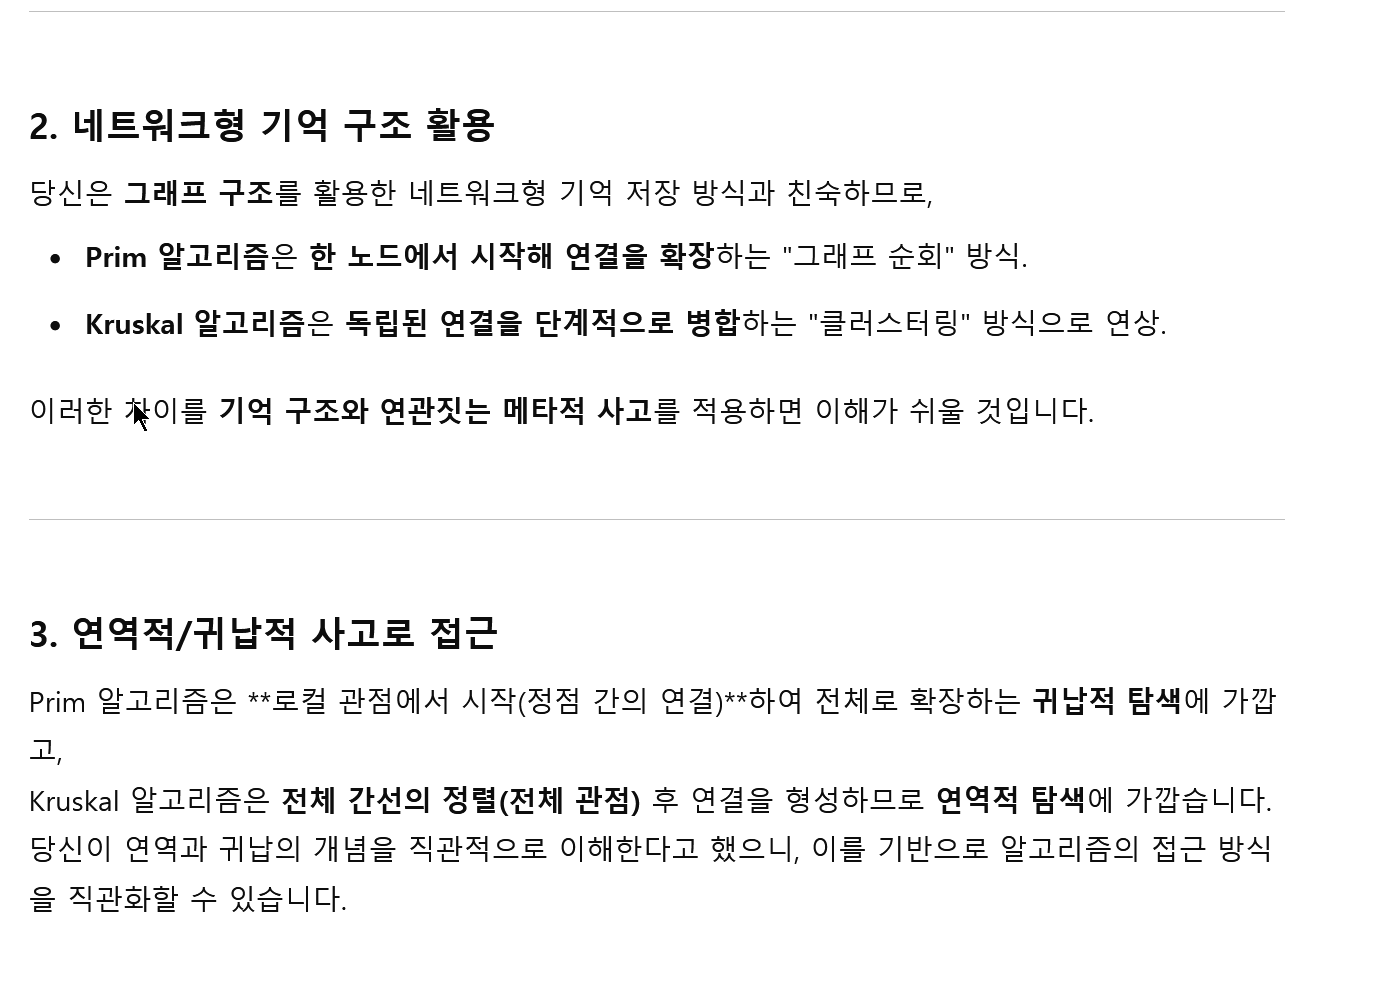 2. 네트워크형 기억 구조 활용
당신은 그래프 구조를 활용한 네트워크형 기억 저장 방식과 친숙하므로,
• Prim 알고리즘은 한 노드에서 시작해 연결을 확장하는 "그래프 순회" 방식.
• Kruskal 알고리즘은 독립된 연결을 단계적으로 병합하는 "클러스터링" 방식으로 연상.
이러한 차이를 기억 구조와 연관짓는 메타적 사고를 적용하면 이해가 쉬울 것입니다.
3. 연역적/귀납적 사고로 접근
Prim 알고리즘은 **로컬 관점에서 시작(정점 간의 연결)**하여 전체로 확장하는 귀납적 탐색에 가깝
고,
Kruskal 알고리즘은 전체 간선의 정렬(전체 관점) 후 연결을 형성하므로 연역적 탐색에 가깝습니다.
당신이 연역과 귀납의 개념을 직관적으로 이해한다고 했으니, 이를 기반으로 알고리즘의 접근 방식
을 직관화할 수 있습니다.